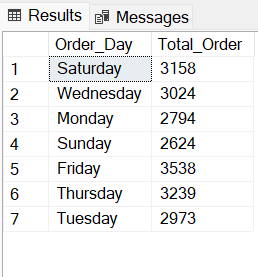 Results Messages
Order_Day Total_Order
1 Saturday 3158
2 Wednesday 3024
3 Monday 2794
4 Sunday 2624
5 Friday 3538
6 Thursday 3239
7 Tuesday 2973